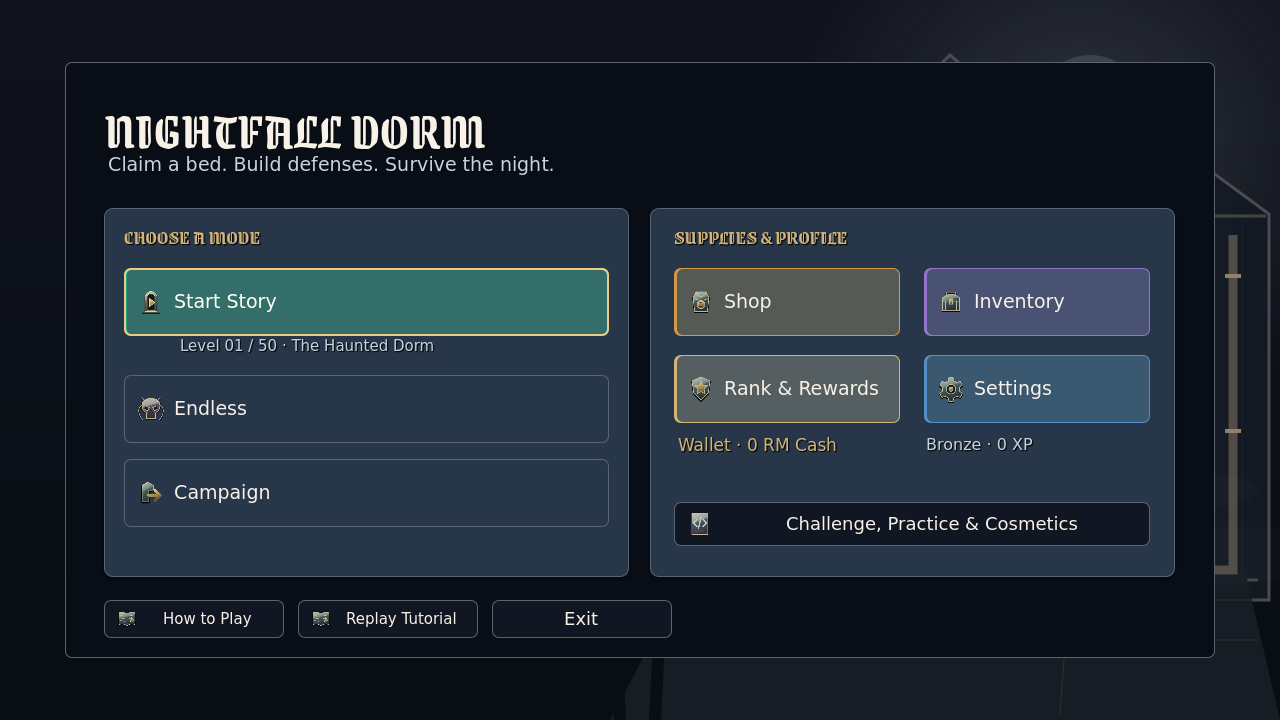 NIGHTFALL DORM
Claim a bed. Build defenses. Survive the night.
CHOOSE A MODE
Start Story
Level 01 / 50 · The Haunted Dorm
Endless
Campaign
SUPPLIES & PROFILE
Shop
Inventory
Rank & Rewards
Settings
Wallet · 0 RM Cash
Bronze · 0 XP
</> Challenge, Practice & Cosmetics
How to Play
Replay Tutorial
Exit